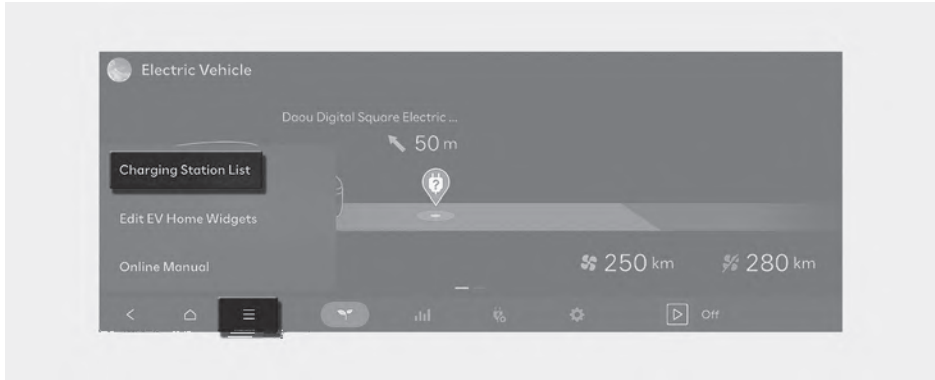 Electric Vehicle
Daou Digital Square Electric ...
50 m
Charging Station List
Edit EV Home Widgets
Online Manual
250 km
280 km
Off